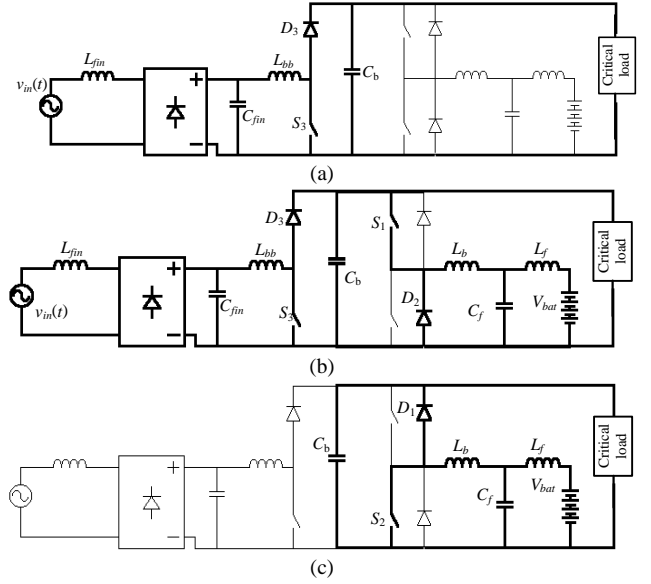 D3
Lfin
Lbb
vin(t)
+
−
Cfin
S3
Cb
Critical load
(a)
D3
Lfin
Lbb
vin(t)
+
−
Cfin
S3
Cb
S1
D2
Lb
Lf
Cf
Vbat
Critical load
(b)
+
−
Cb
D1
S2
Lb
Lf
Cf
Vbat
Critical load
(c)